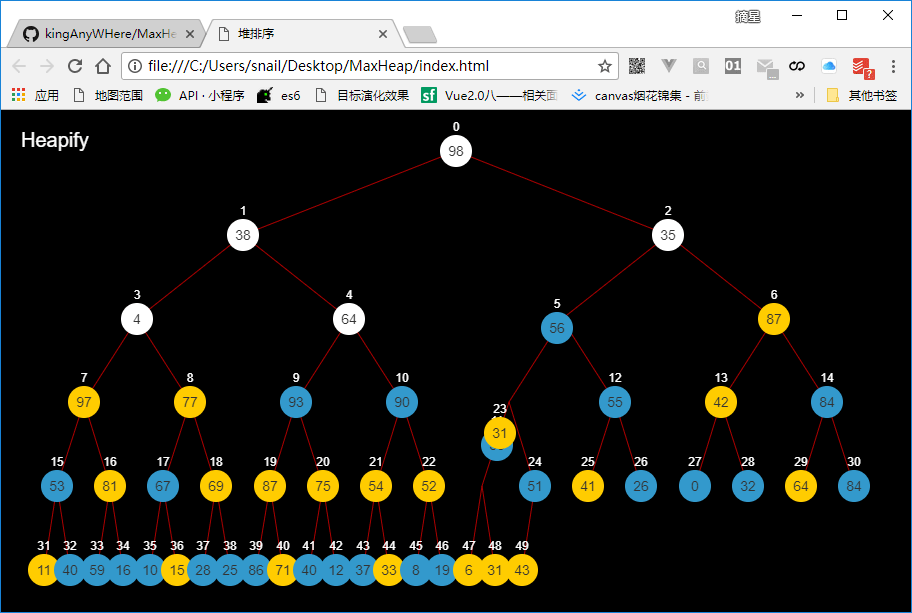 摘星
kingAnyWHere/MaxHe
堆排序
file:///C:/Users/snail/Desktop/MaxHeap/index.html
01
?
应用 地图范围 API · 小程序 es6 目标演化效果 sf Vue2.0八——相关面 canvas烟花锦集 - 前 » 其他书签
Heapify
0
98
1 2
38 35
3 4 5 6
4 64 56 87
7 8 9 10 12 13 14
97 77 93 90 55 42 84
23
31
15 16 17 18 19 20 21 22 24 25 26 27 28 29 30
53 81 67 69 87 75 54 52 51 41 26 0 32 64 84
31 32 33 34 35 36 37 38 39 40 41 42 43 44 45 46 47 48 49
11 40 59 16 10 15 28 25 86 71 40 12 37 33 8 19 6 31 43